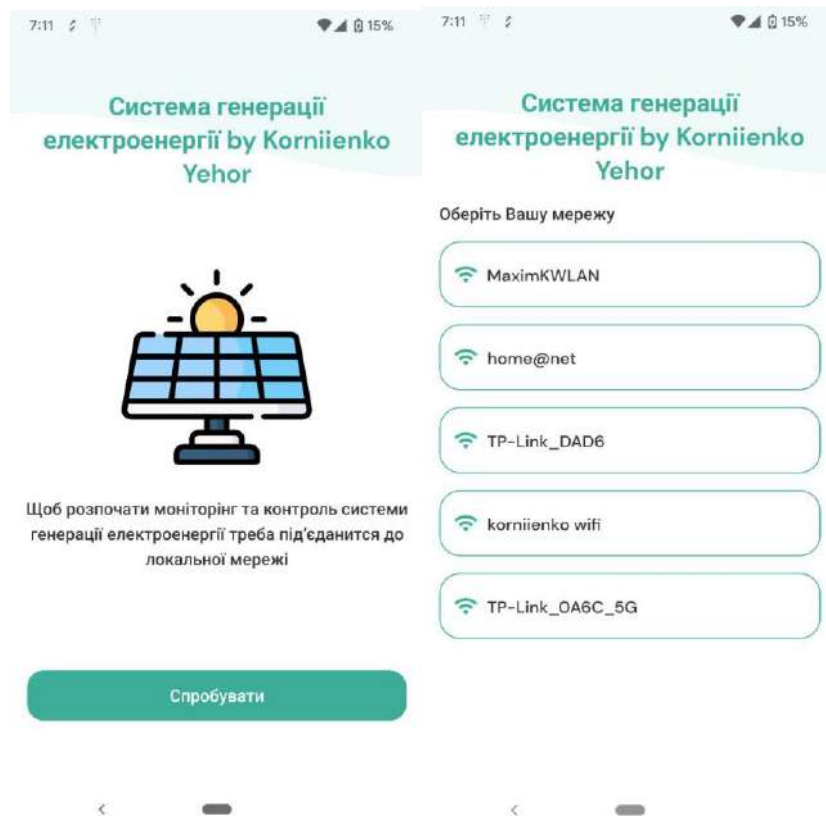 7:11
15%
Система генерації
електроенергії by Korniienko
Yehor
Щоб розпочати моніторінг та контроль системи
генерації електроенергії треба під'єданится до
локальної мережі
Спробувати
7:11
15%
Система генерації
електроенергії by Korniienko
Yehor
Оберіть Вашу мережу
MaximKWLAN
home@net
TP-Link_DAD6
korniienko wifi
TP-Link_0A6C_5G